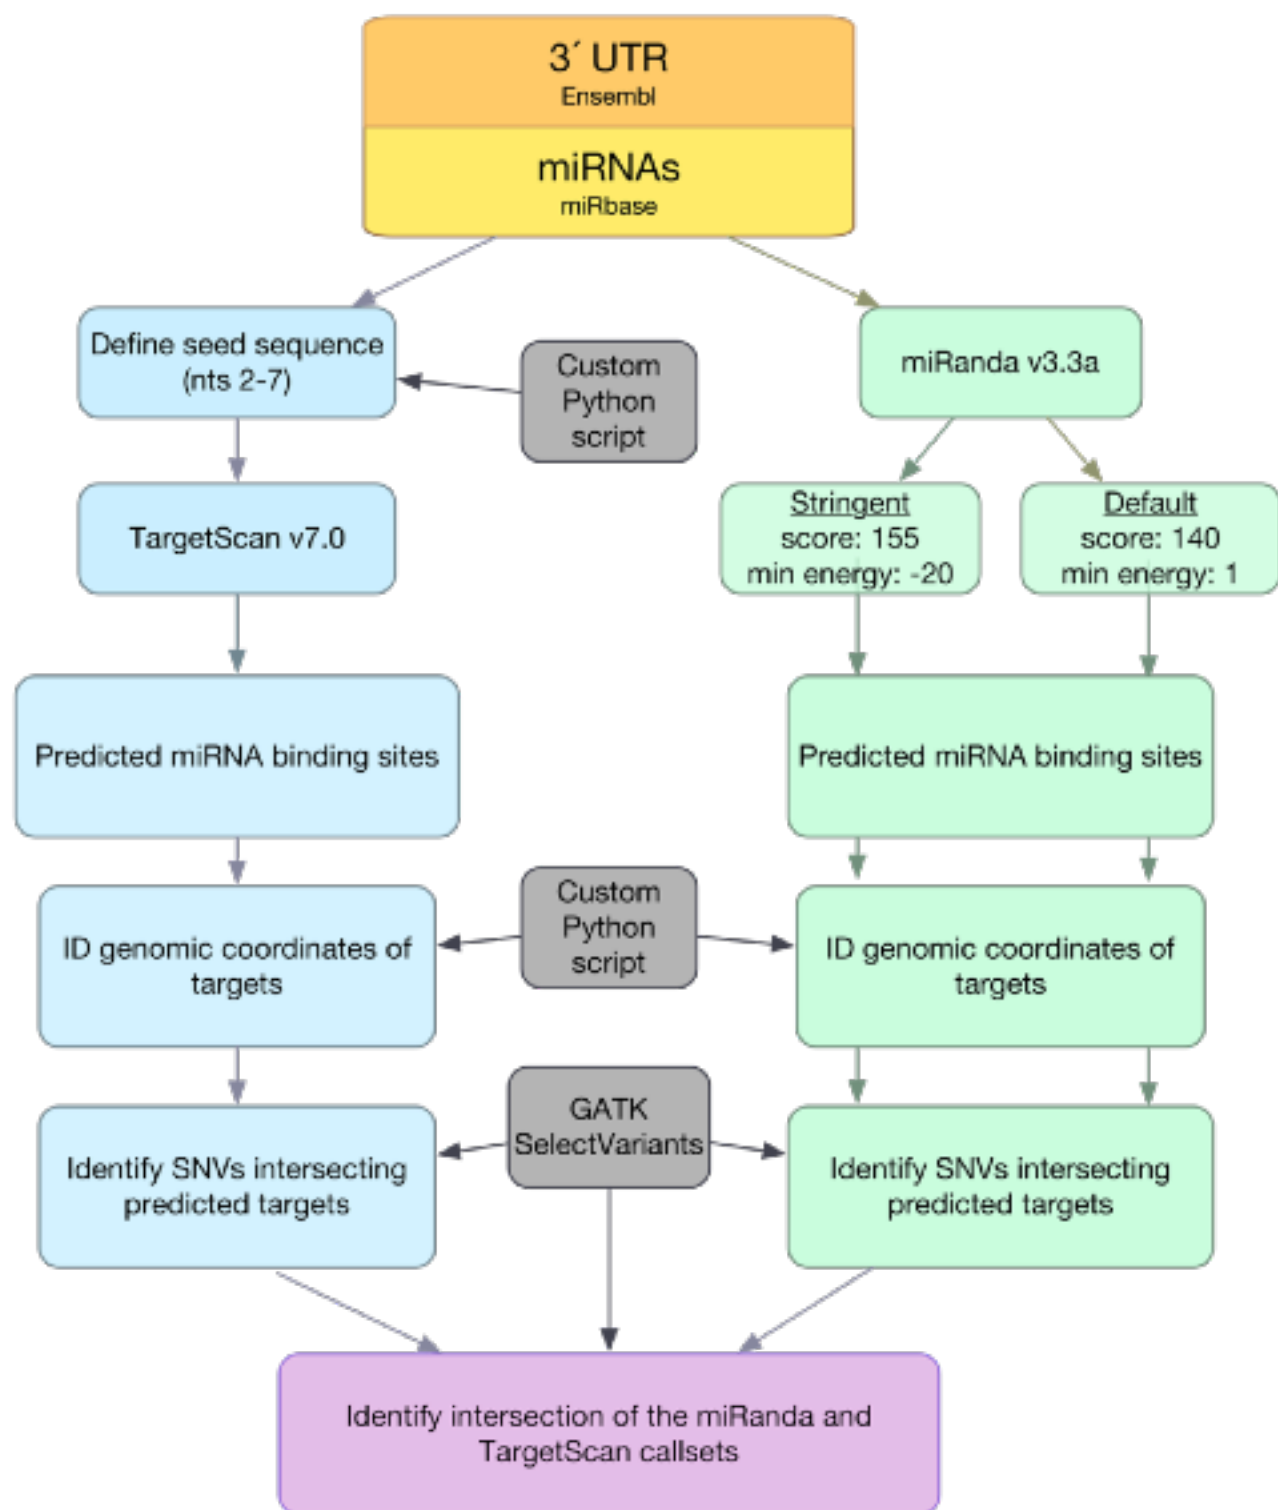 3´ UTR
Ensembl
miRNAs
miRbase
Define seed sequence
(nts 2-7)
Custom
Python
script
miRanda v3.3a
TargetScan v7.0
Stringent
score: 155
min energy: -20
Default
score: 140
min energy: 1
Predicted miRNA binding sites
Predicted miRNA binding sites
ID genomic coordinates of
targets
Custom
Python
script
ID genomic coordinates of
targets
Identify SNVs intersecting
predicted targets
GATK
SelectVariants
Identify SNVs intersecting
predicted targets
Identify intersection of the miRanda and
TargetScan callsets